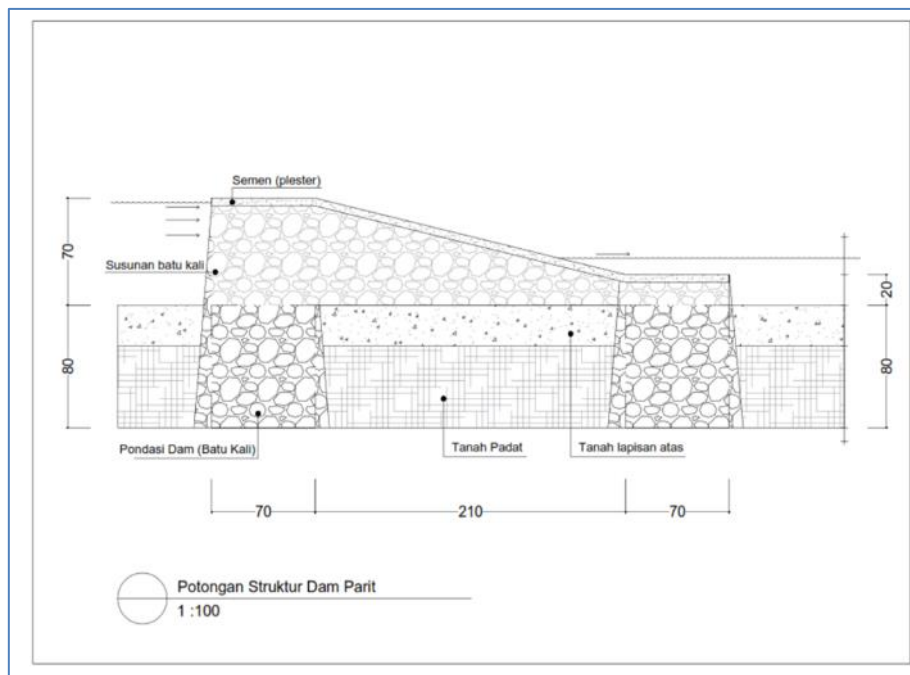 Semen (plester)
70
Susunan batu kali
20
80
80
Pondasi Dam (Batu Kali)
Tanah Padat
Tanah lapisan atas
70
210
70
Potongan Struktur Dam Parit
1 :100